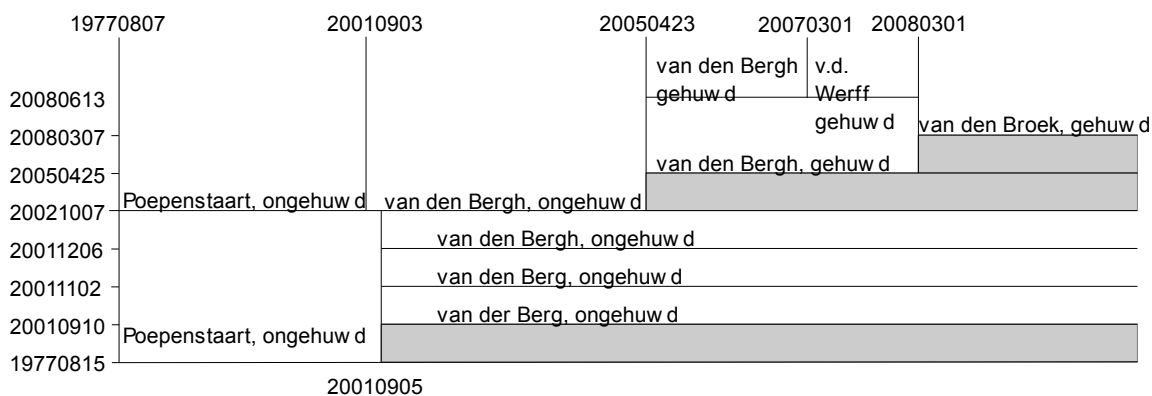 19770807 20010903 20050423 20070301 20080301
van den Bergh v.d.
gehuwd Werff
20080613
gehuwd
20080307 van den Broek, gehuwd
van den Bergh, gehuwd
20050425
Poepenstaart, ongehuwd van den Bergh, ongehuwd
20021007
van den Bergh, ongehuwd
20011206
van den Berg, ongehuwd
20011102
van der Berg, ongehuwd
20010910
Poepenstaart, ongehuwd
19770815
20010905